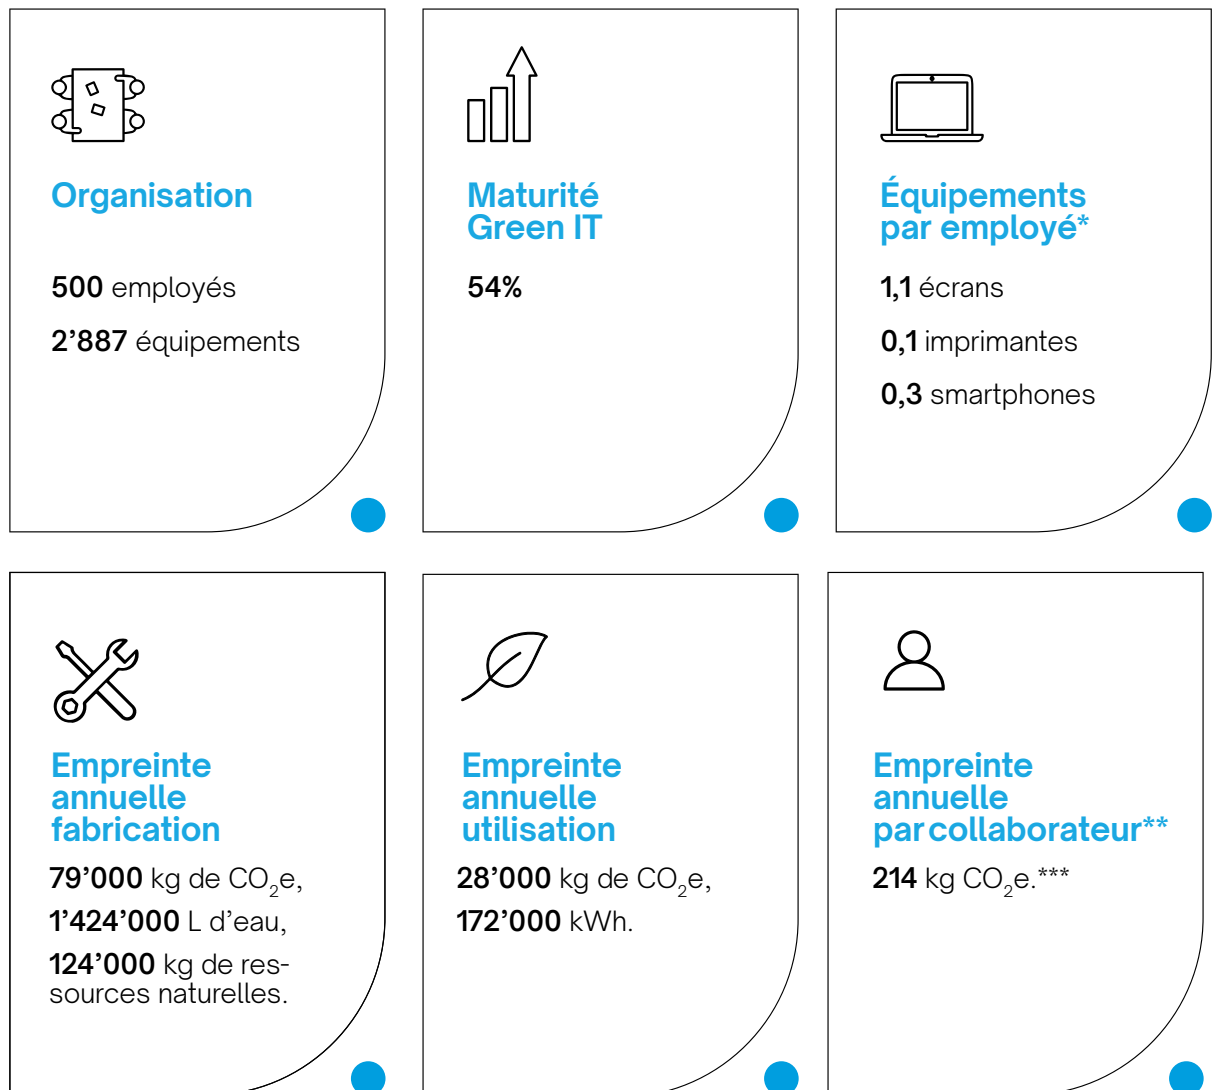 Organisation
500 employés
2’887 équipements
Maturité
Green IT
54%
Équipements
par employé*
1,1 écrans
0,1 imprimantes
0,3 smartphones
Empreinte
annuelle
fabrication
79’000 kg de CO₂e,
1’424’000 L d’eau,
124’000 kg de res-
sources naturelles.
Empreinte
annuelle
utilisation
28’000 kg de CO₂e,
172’000 kWh.
Empreinte
annuelle
par collaborateur**
214 kg CO₂e.***